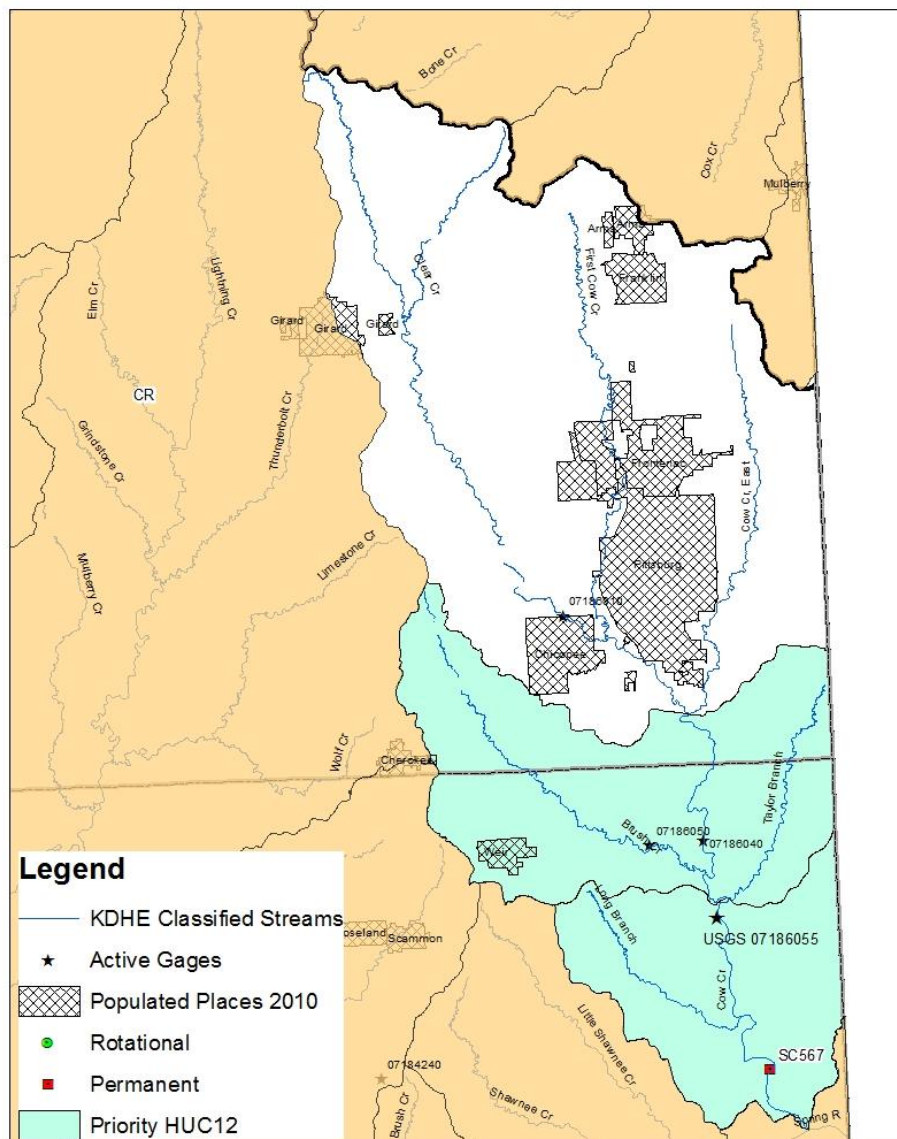 Bone Cr
Cox Cr
Mulberry
Arma
Arma
Franklin
First Cow Cr
Clear Cr
Lightning Cr
Elm Cr
Girard
Girard
Girard
CR
Thunderbolt Cr
Grindstone Cr
Frontenac
Cow Cr, East
Limestone Cr
Mulberry Cr
Pittsburg
Chicopee
Wolf Cr
Cherokee
Taylor Branch
07186050
07186040
Weir
Long Branch
USGS 07186055
Scammon
Cow Cr
Little Shawnee Cr
SC567
07184240
Shawnee Cr
Brush Cr
Spring R
Legend
KDHE Classified Streams
Active Gages
Populated Places 2010
Rotational
Permanent
Priority HUC12